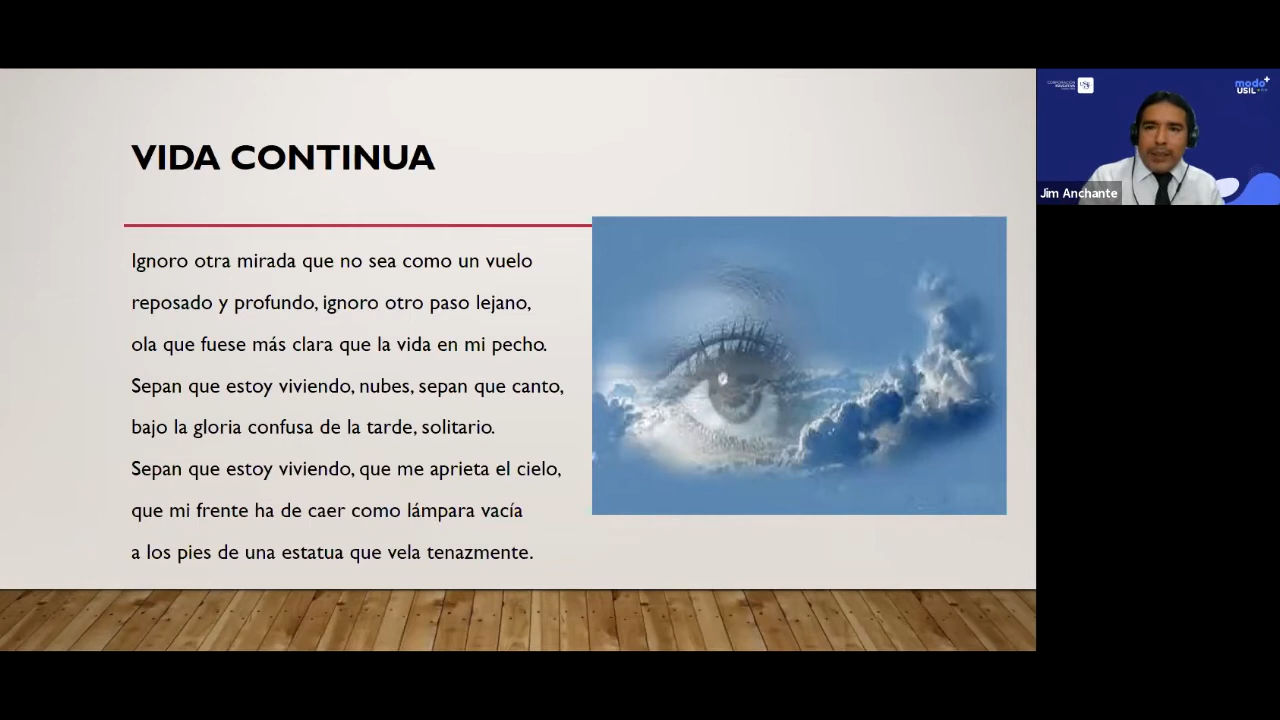 VIDA CONTINUA
Ignoro otra mirada que no sea como un vuelo
reposado y profundo, ignoro otro paso lejano,
ola que fuese más clara que la vida en mi pecho.
Sepan que estoy viviendo, nubes, sepan que canto,
bajo la gloria confusa de la tarde, solitario.
Sepan que estoy viviendo, que me aprieta el cielo,
que mi frente ha de caer como lámpara vacía
a los pies de una estatua que vela tenazmente.
CORPORACIÓN
EDUCATIVA
USIL
modo+
USIL
Jim Anchante